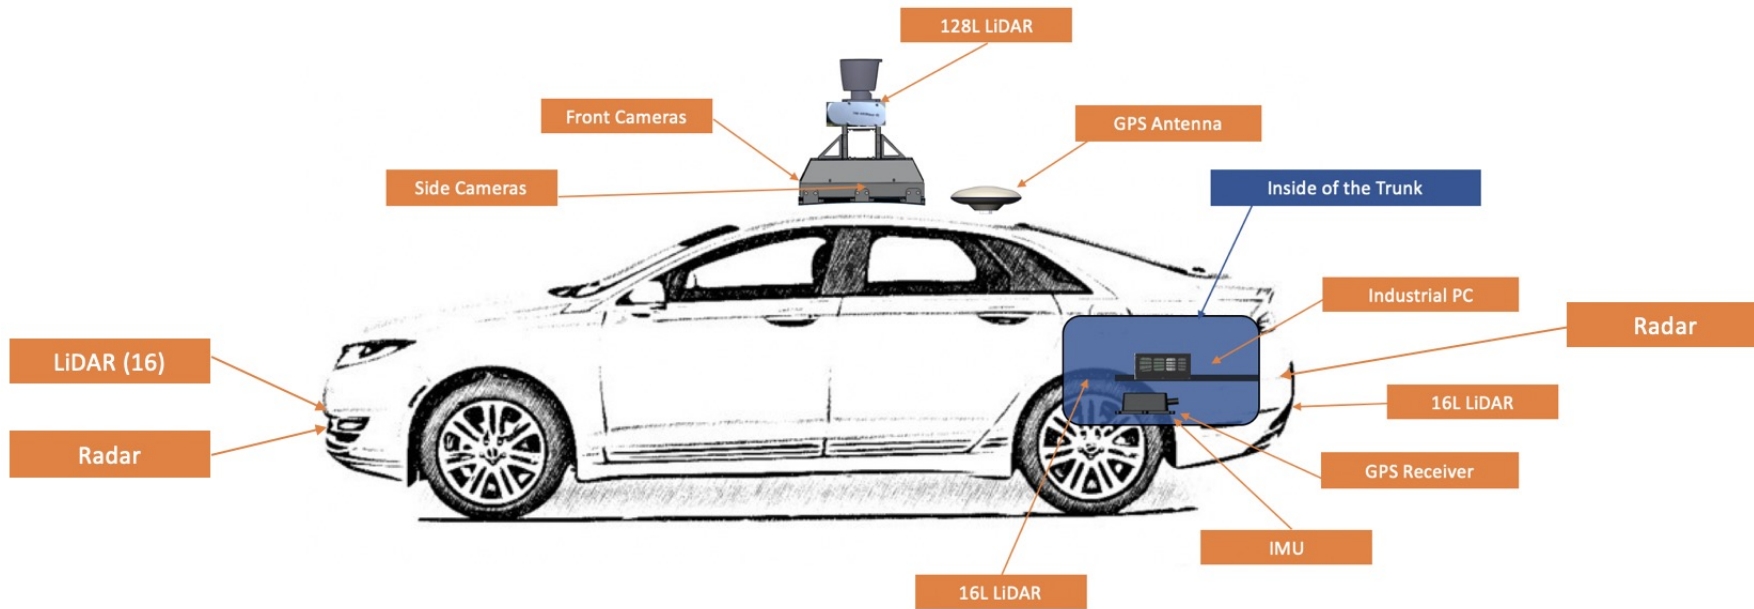 128L LiDAR
Front Cameras
GPS Antenna
Side Cameras
Inside of the Trunk
Industrial PC
Radar
LiDAR (16)
16L LiDAR
Radar
GPS Receiver
IMU
16L LiDAR